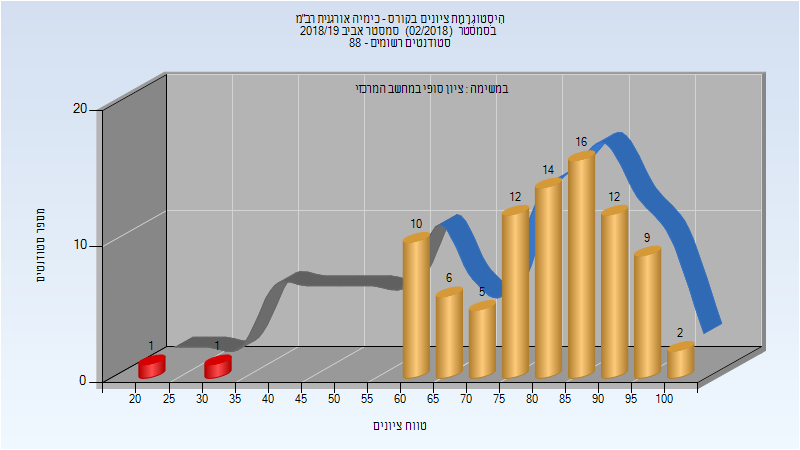 היסטוגרמת ציונים בקורס - כימיה אורגנית רב"מ
בסמסטר (02/2018) סמסטר אביב 2018/19
סטודנטים רשומים - 88
במשימה : ציון סופי במחשב המרכזי
20
10
0
מספר סטודנטים
1
1
10
6
5
12
14
16
12
9
2
20 25 30 35 40 45 50 55 60 65 70 75 80 85 90 95 100
טווח ציונים